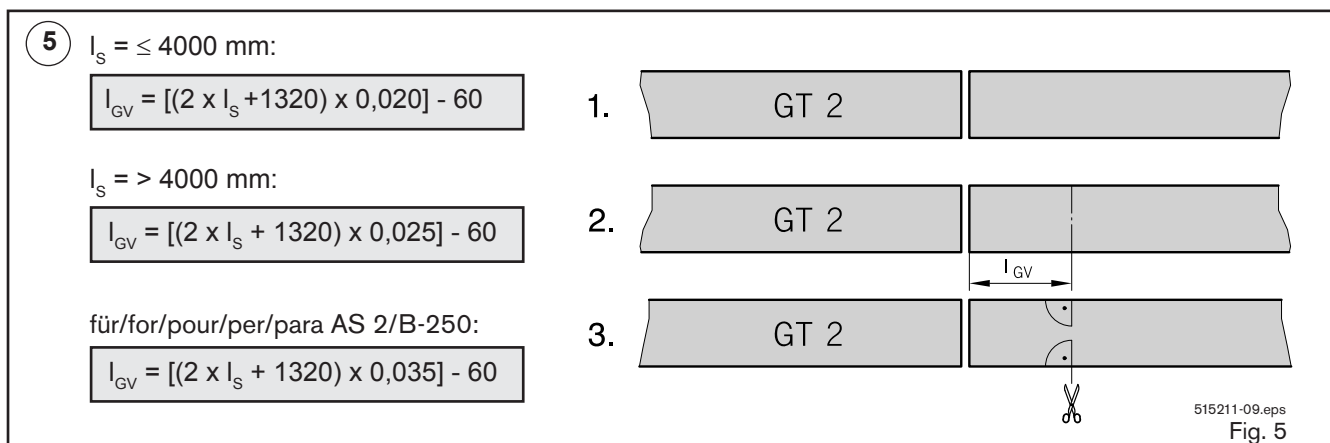 5
l_S = ≤ 4000 mm:
l_GV = [(2 x l_S +1320) x 0,020] - 60
l_S = > 4000 mm:
l_GV = [(2 x l_S + 1320) x 0,025] - 60
für/for/pour/per/para AS 2/B-250:
l_GV = [(2 x l_S + 1320) x 0,035] - 60
1. GT 2
2. GT 2
l_GV
3. GT 2
515211-09.eps
Fig. 5